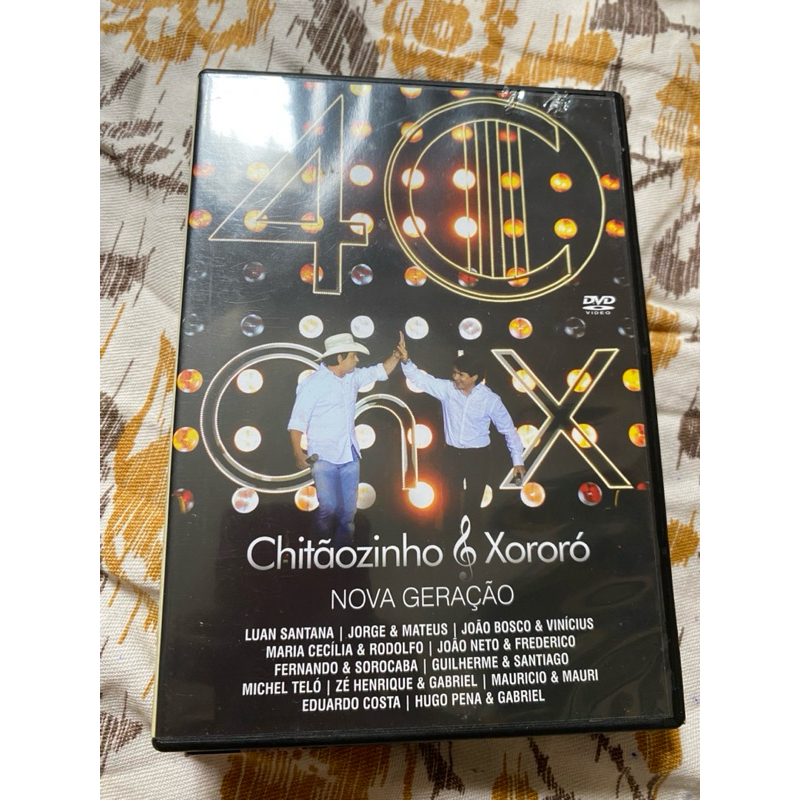 40
DVD
VIDEO
Ch X
Chitãozinho & Xororó
NOVA GERAÇÃO
LUAN SANTANA | JORGE & MATEUS | JOÃO BOSCO & VINÍCIUS
MARIA CECÍLIA & RODOLFO | JOÃO NETO & FREDERICO
FERNANDO & SOROCABA | GUILHERME & SANTIAGO
MICHEL TELÓ | ZÉ HENRIQUE & GABRIEL | MAURICIO & MAURI
EDUARDO COSTA | HUGO PENA & GABRIEL